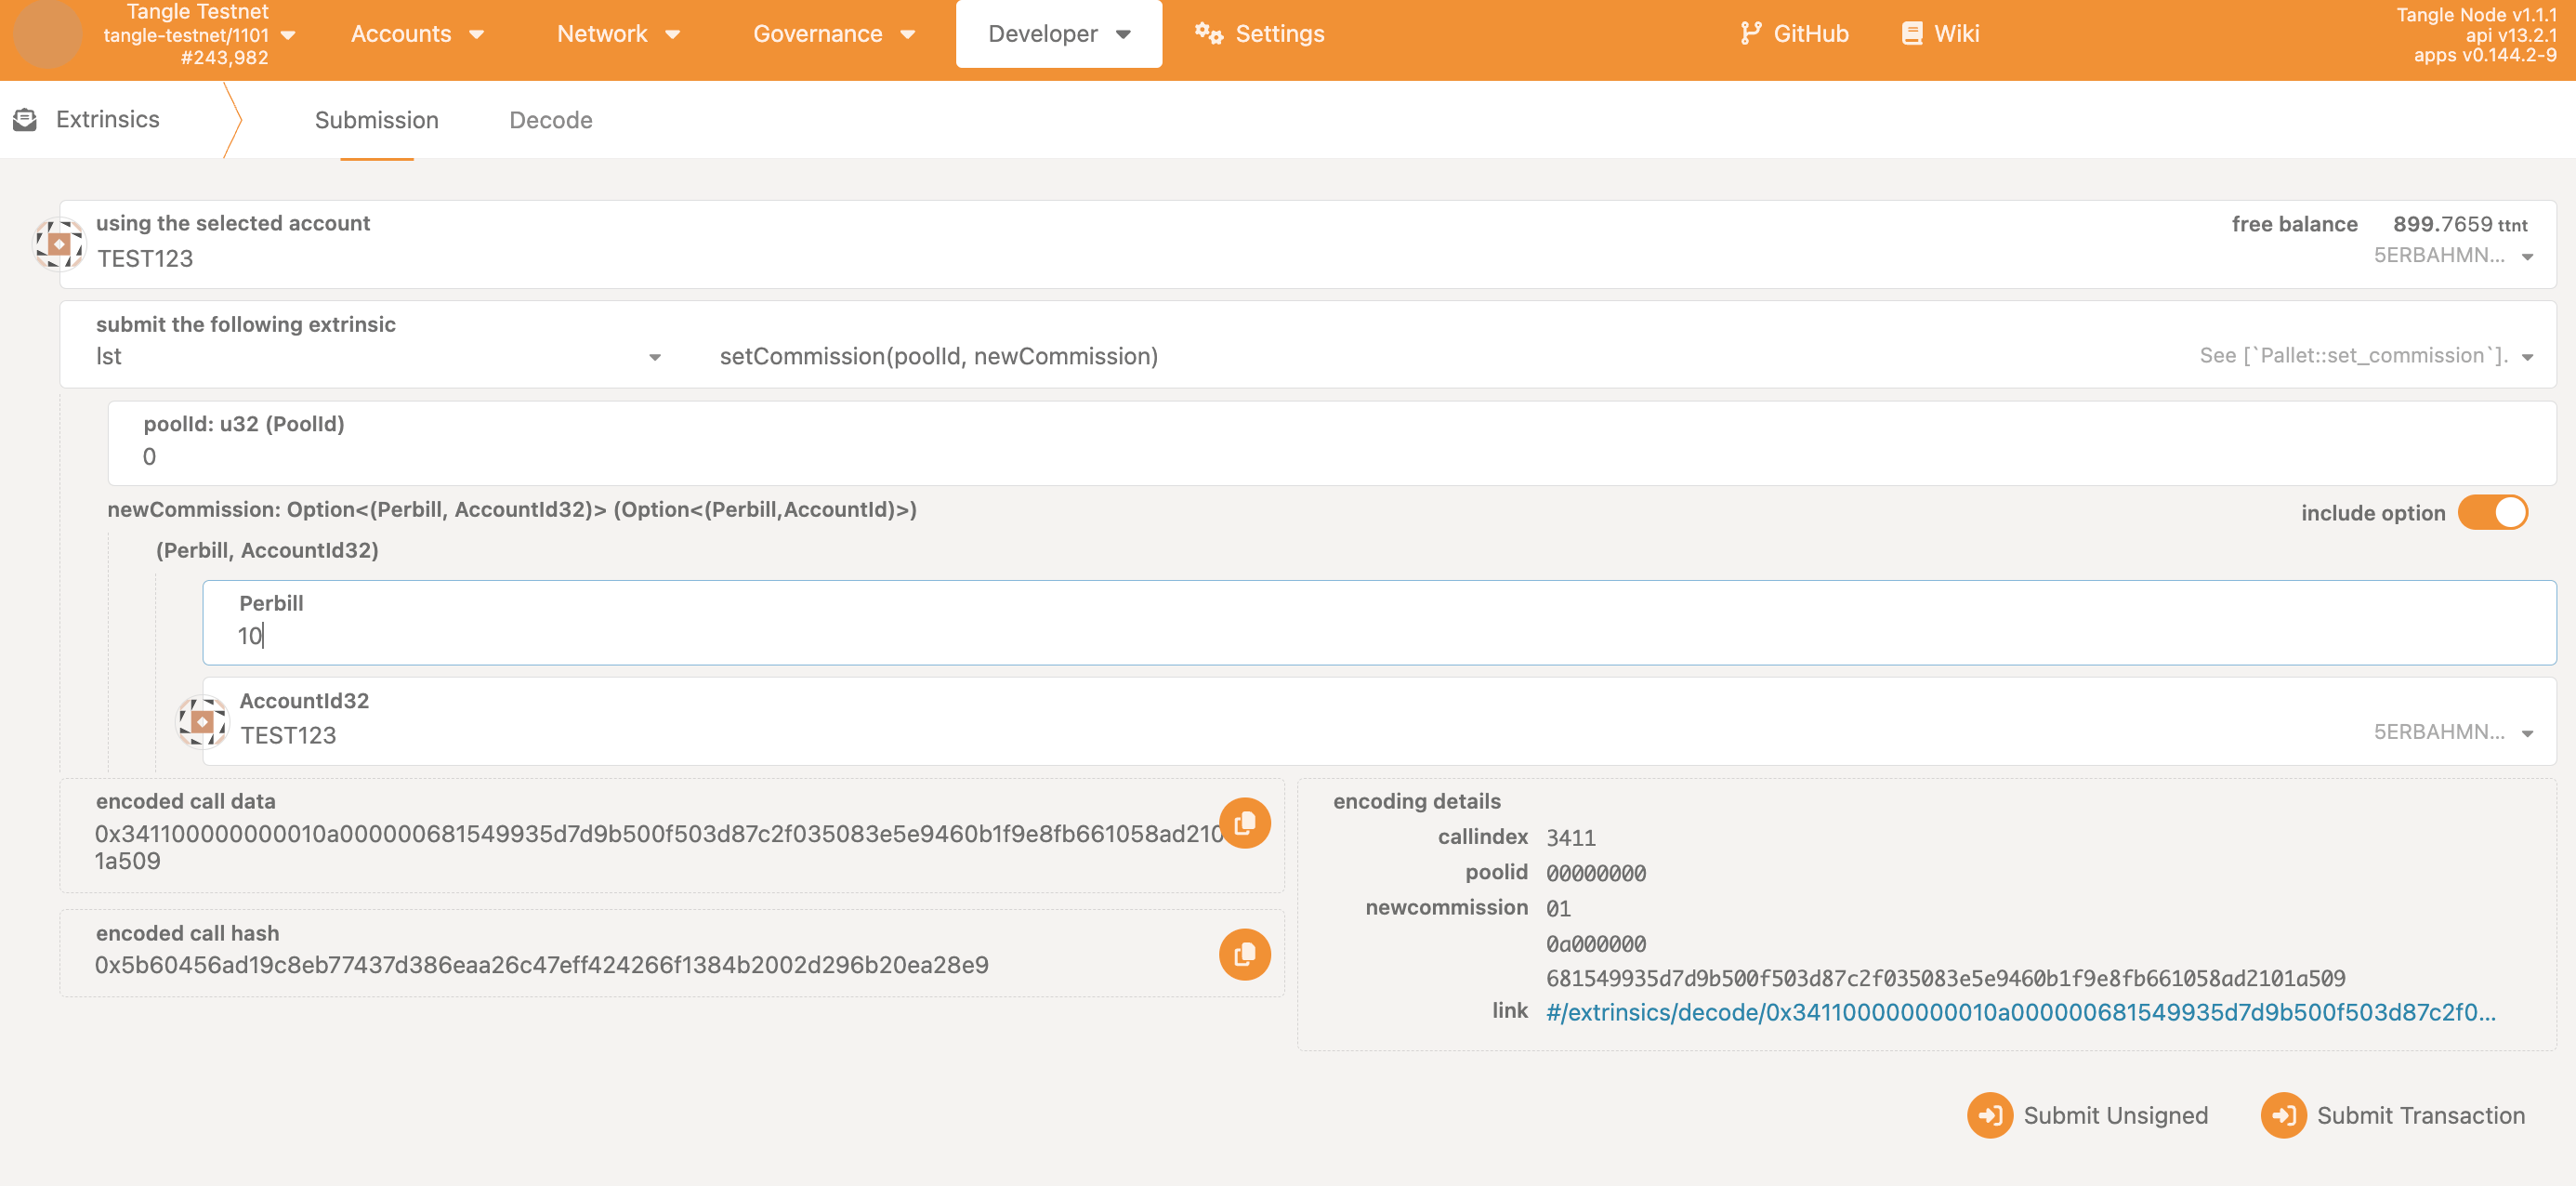 Tangle Testnet
tangle-testnet/1101
#243,982
Accounts
Network
Governance
Developer
Settings
GitHub
Wiki
Tangle Node v1.1.1
api v13.2.1
apps v0.144.2-9
Extrinsics
Submission
Decode
using the selected account
TEST123
free balance 899.7659 ttnt
5ERBAHMN...
submit the following extrinsic
lst
setCommission(poolId, newCommission)
See [`Pallet::set_commission`].
poolId: u32 (PoolId)
0
newCommission: Option<(Perbill, AccountId32)> (Option<(Perbill,AccountId)>)
include option
(Perbill, AccountId32)
Perbill
10
AccountId32
TEST123
5ERBAHMN...
encoded call data
0x341100000000010a000000681549935d7d9b500f503d87c2f035083e5e9460b1f9e8fb661058ad210
1a509
encoded call hash
0x5b60456ad19c8eb77437d386eaa26c47eff424266f1384b2002d296b20ea28e9
encoding details
callindex 3411
poolid 00000000
newcommission 01
0a000000
681549935d7d9b500f503d87c2f035083e5e9460b1f9e8fb661058ad2101a509
link #/extrinsics/decode/0x341100000000010a000000681549935d7d9b500f503d87c2f0...
Submit Unsigned
Submit Transaction